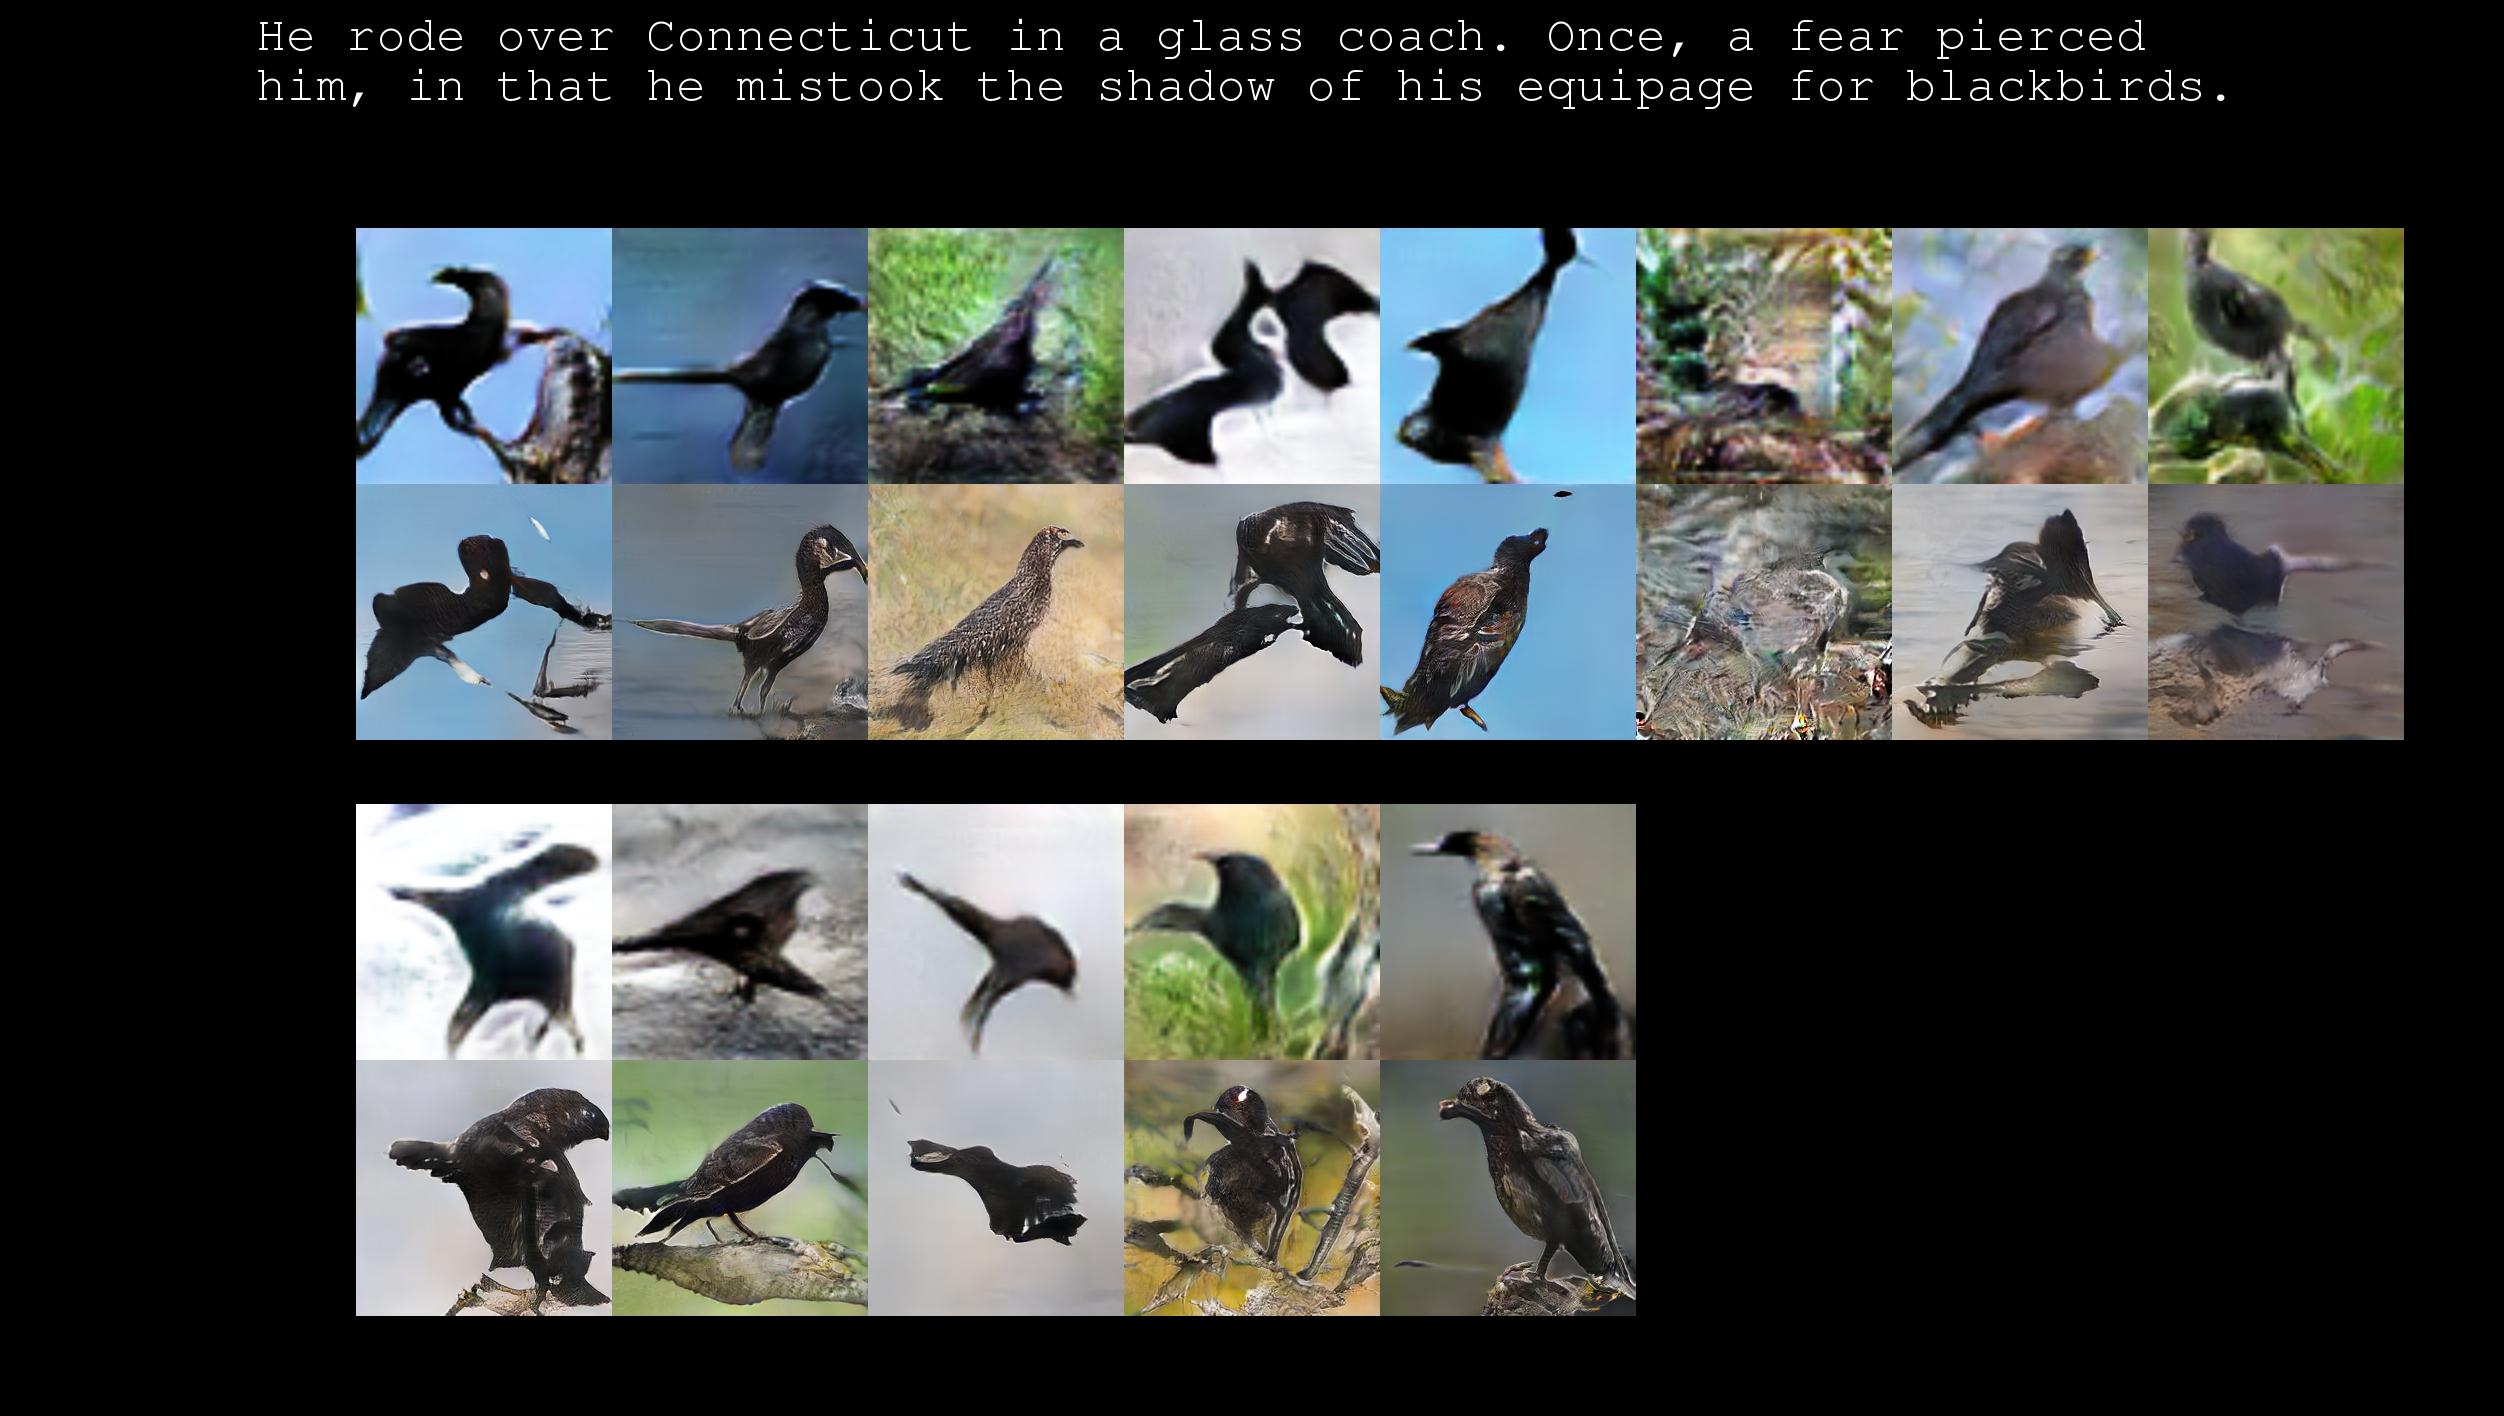 He rode over Connecticut in a glass coach. Once, a fear pierced
him, in that he mistook the shadow of his equipage for blackbirds.